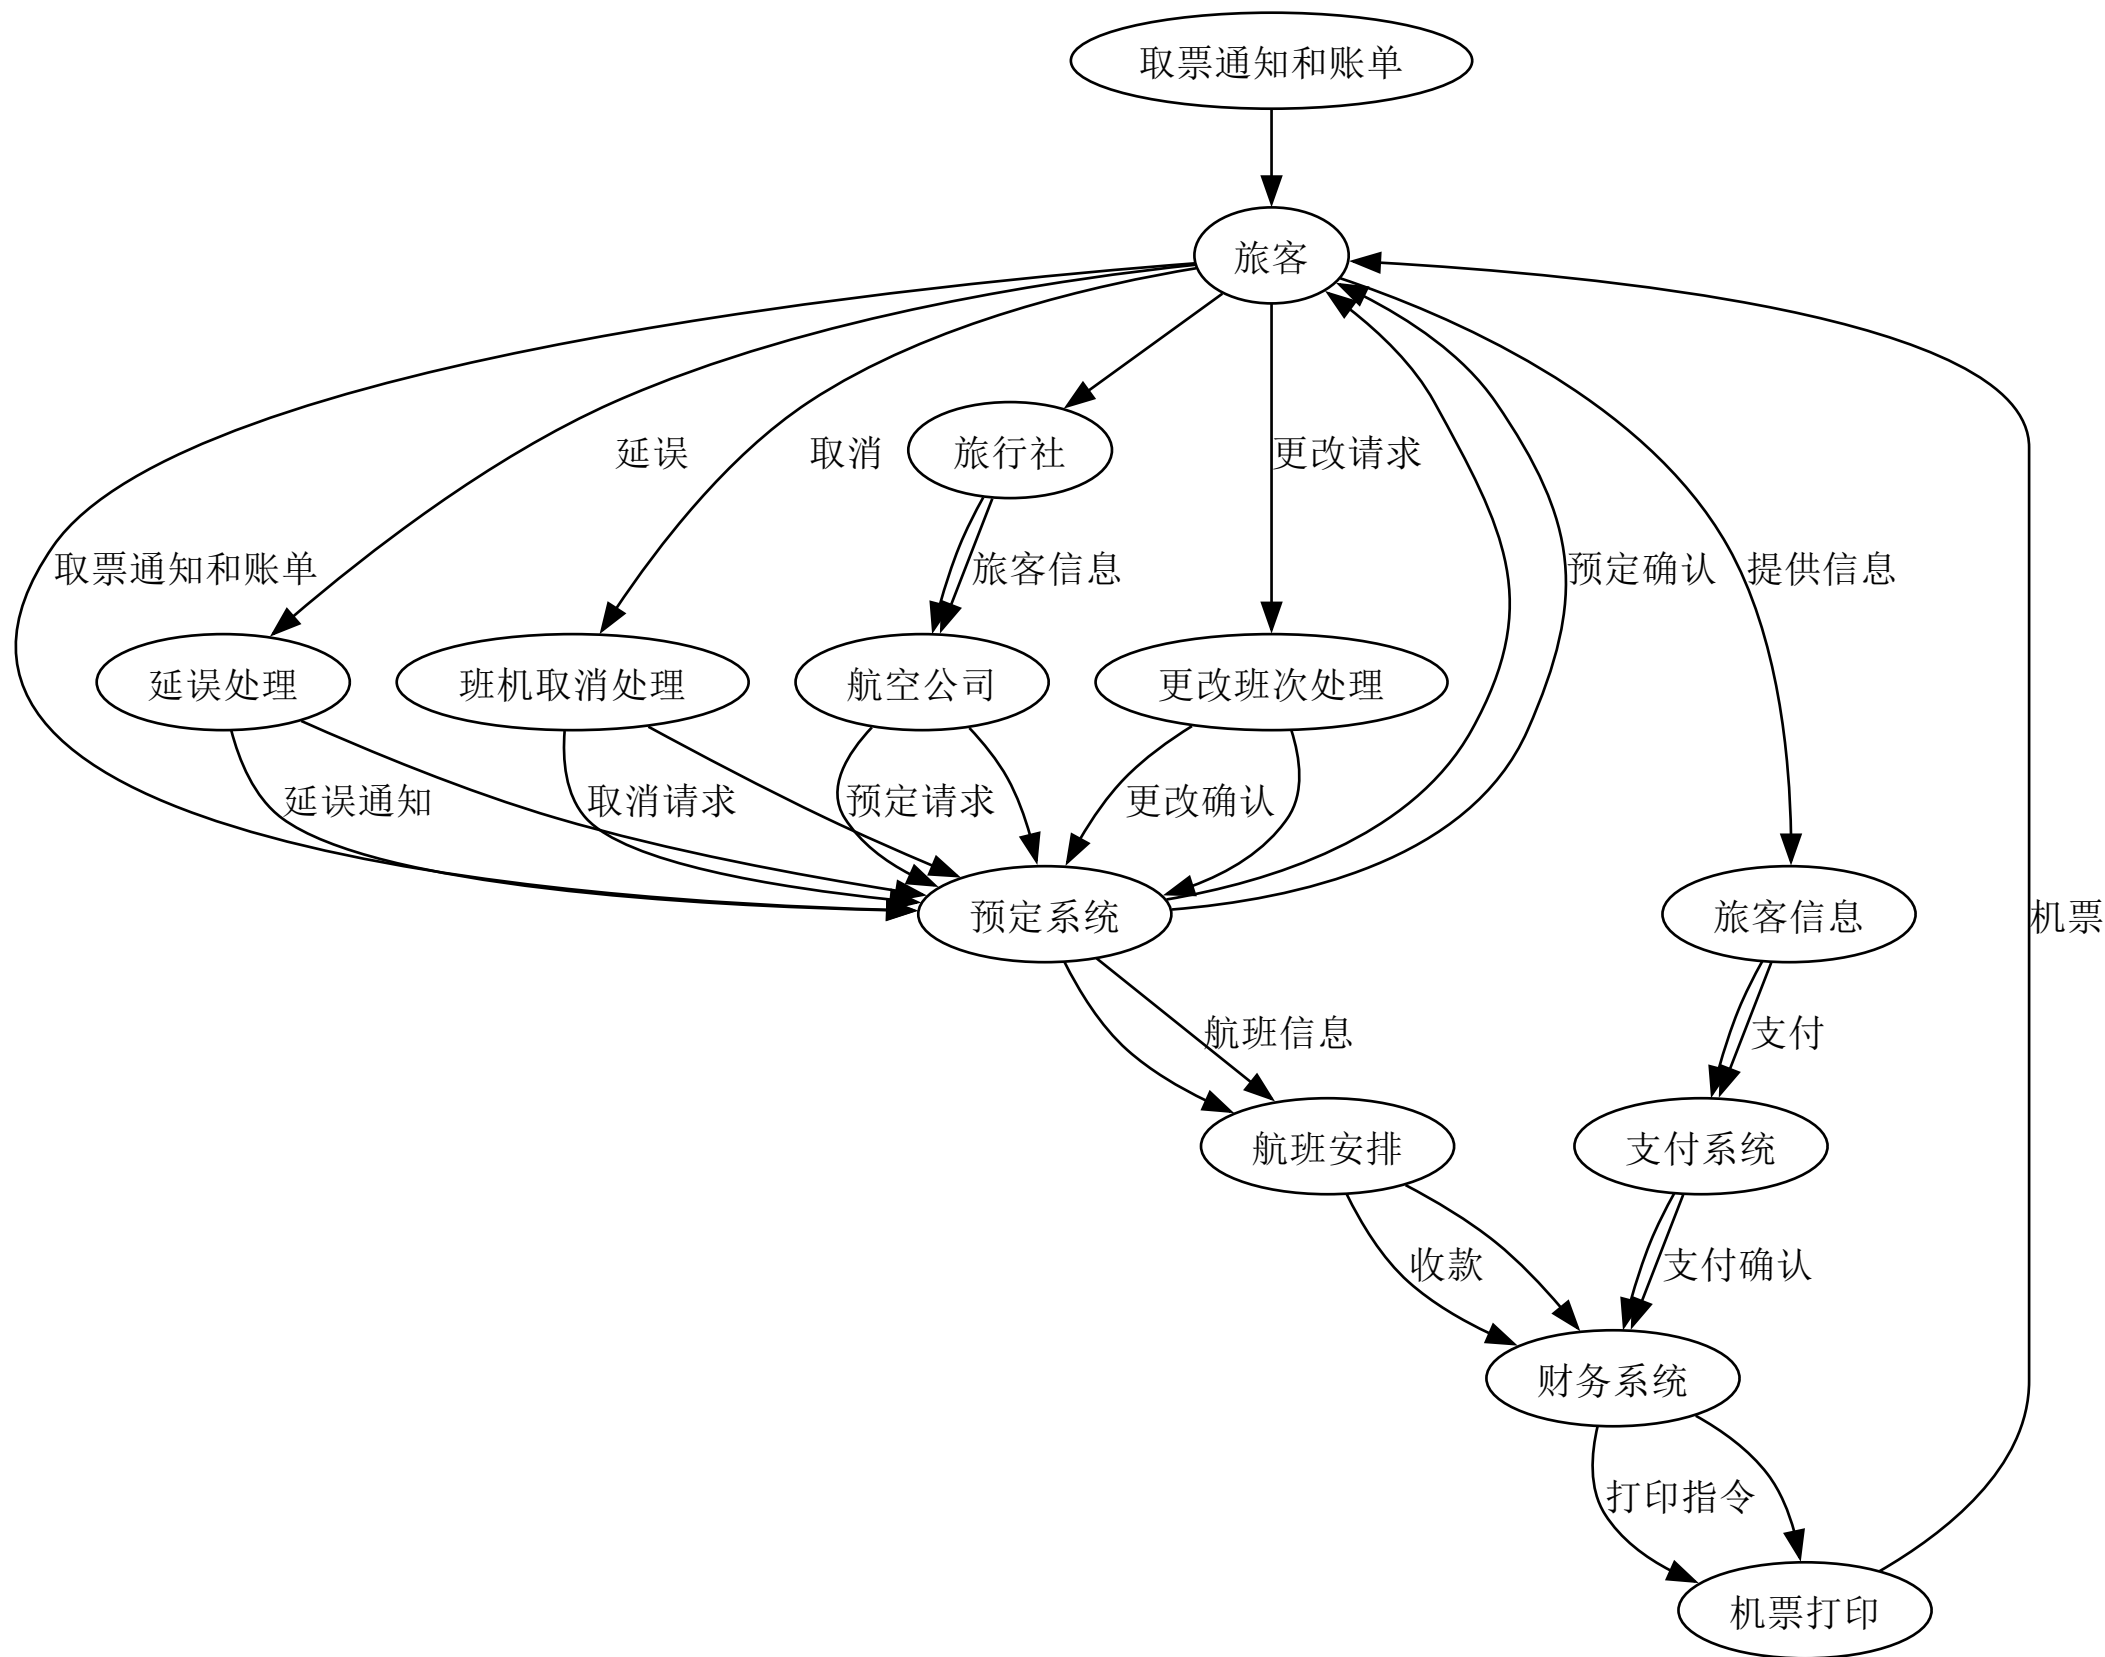 取票通知和账单
旅客
延误
取消
旅行社
更改请求
取票通知和账单
旅客信息
预定确认
提供信息
延误处理
班机取消处理
航空公司
更改班次处理
延误通知
取消请求
预定请求
更改确认
预定系统
旅客信息
机票
航班信息
支付
航班安排
支付系统
收款
支付确认
财务系统
打印指令
机票打印